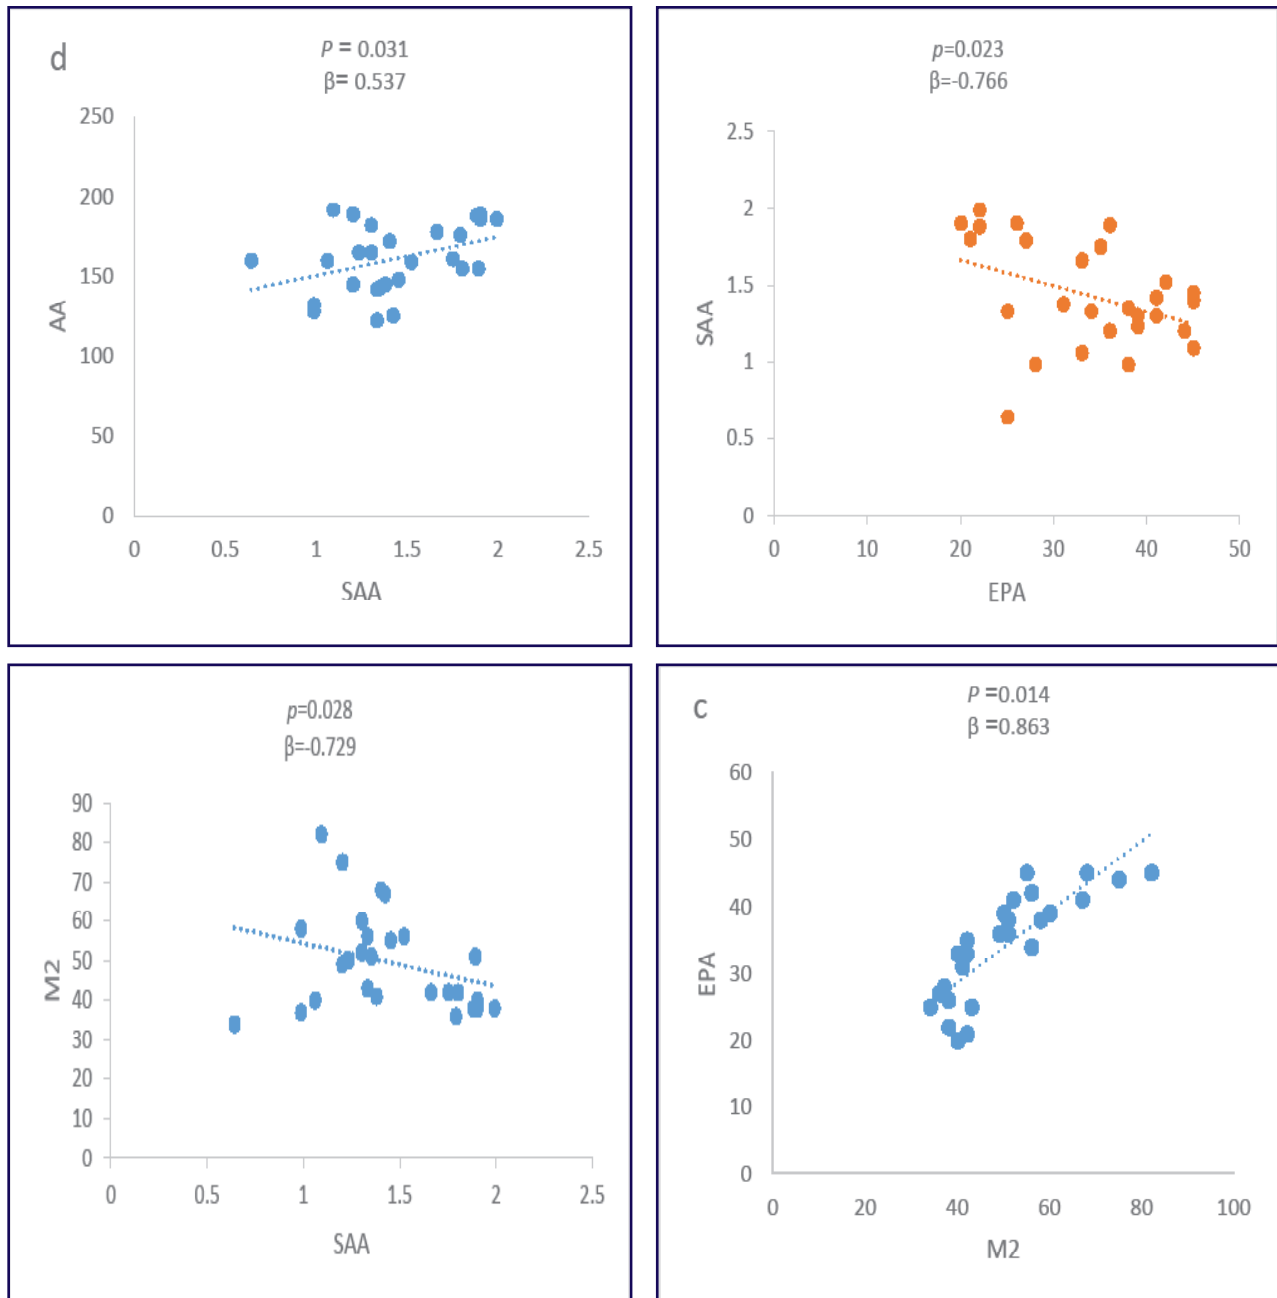 d
P = 0.031
β= 0.537
250
200
150
100
50
0
AA
0 0.5 1 1.5 2 2.5
SAA
p=0.023
β=-0.766
2.5
2
1.5
1
0.5
0
SAA
0 10 20 30 40 50
EPA
p=0.028
β=-0.729
90
80
70
60
50
40
30
20
10
0
M2
0 0.5 1 1.5 2 2.5
SAA
c
P =0.014
β =0.863
60
50
40
30
20
10
0
EPA
0 20 40 60 80 100
M2